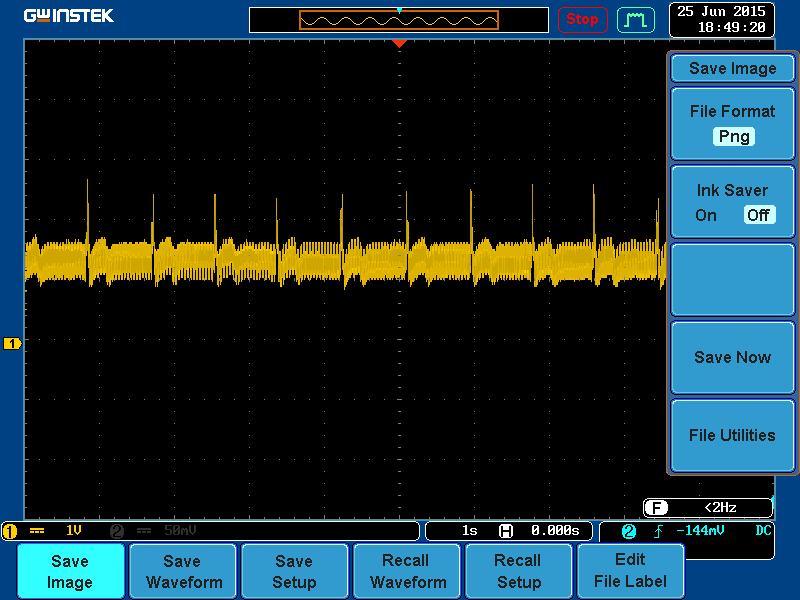 GWINSTEK
Stop
25 Jun 2015
18:49:20
Save Image
File Format
Png
Ink Saver
On Off
1
Save Now
File Utilities
F <2Hz
1 1V 2 50mV
1s H 0.000s
2 -144mV DC
Save Image
Save Waveform
Save Setup
Recall Waveform
Recall Setup
Edit File Label